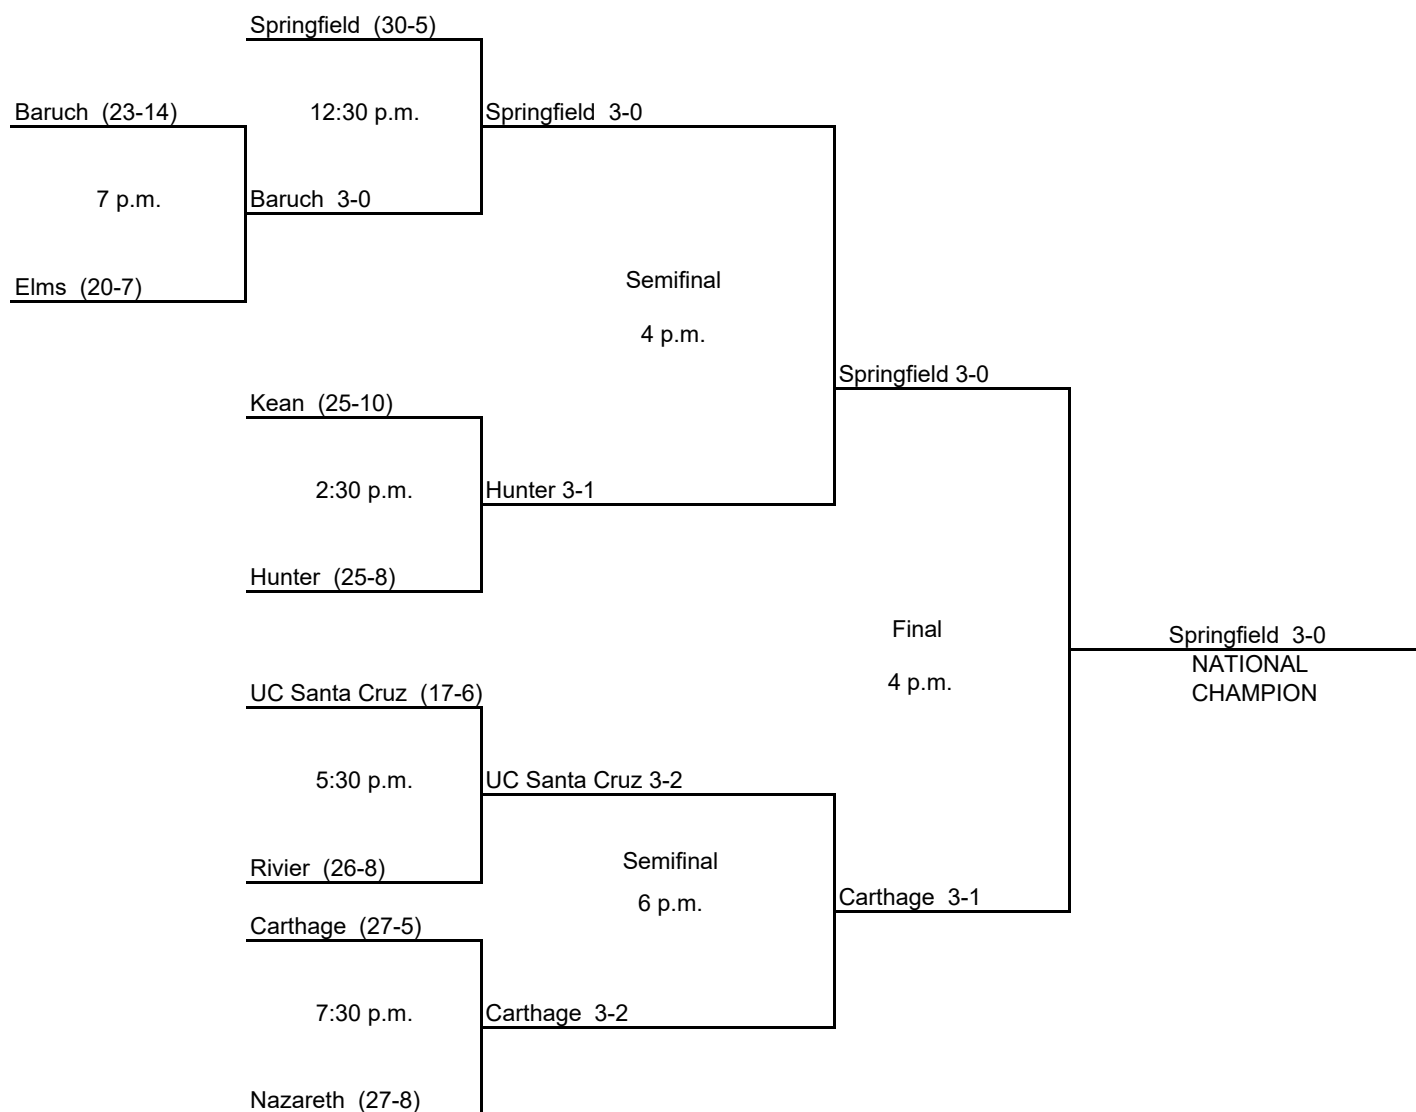 Springfield  (30-5)
Baruch  (23-14)
12:30 p.m.
Springfield  3-0
7 p.m.
Baruch  3-0
Elms  (20-7)
Semifinal
4 p.m.
Springfield 3-0
Kean  (25-10)
2:30 p.m.
Hunter 3-1
Hunter  (25-8)
Final
4 p.m.
Springfield  3-0
NATIONAL
CHAMPION
UC Santa Cruz  (17-6)
5:30 p.m.
UC Santa Cruz 3-2
Rivier  (26-8)
Semifinal
6 p.m.
Carthage  3-1
Carthage  (27-5)
7:30 p.m.
Carthage  3-2
Nazareth  (27-8)